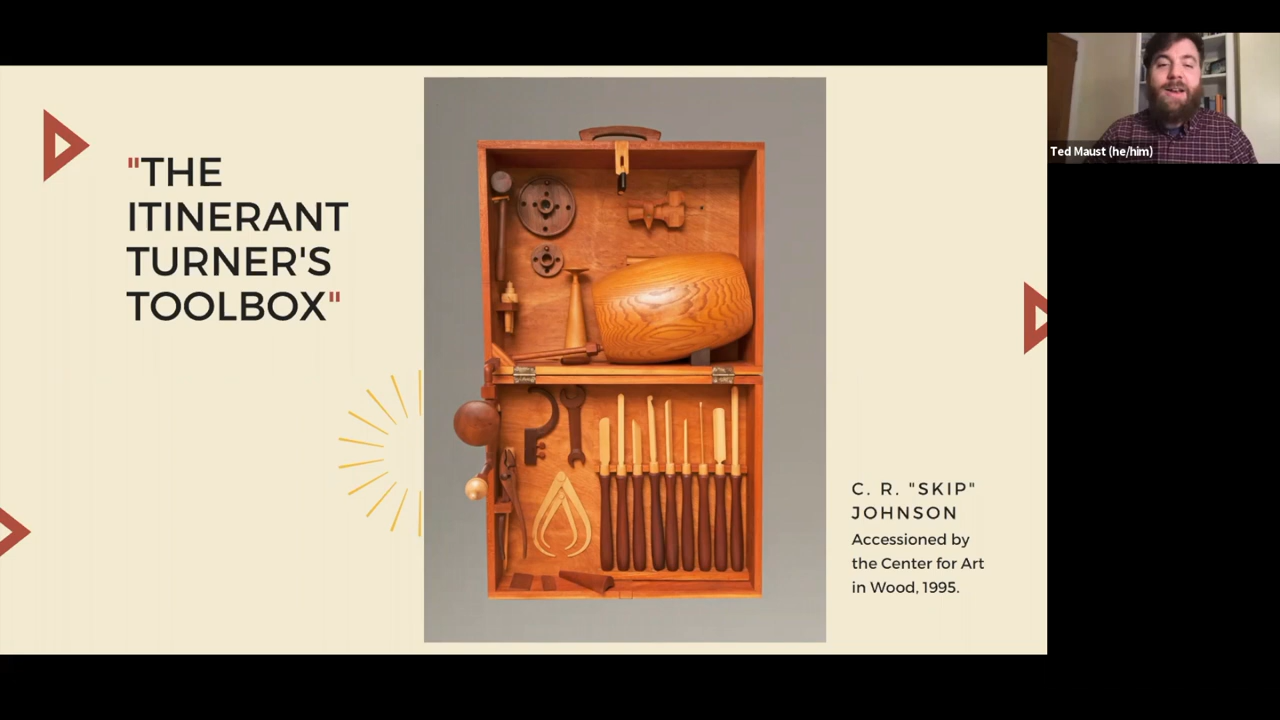 "THE
ITINERANT
TURNER'S
TOOLBOX"
C. R. "SKIP"
JOHNSON
Accessioned by
the Center for Art
in Wood, 1995.
Ted Maust (he/him)